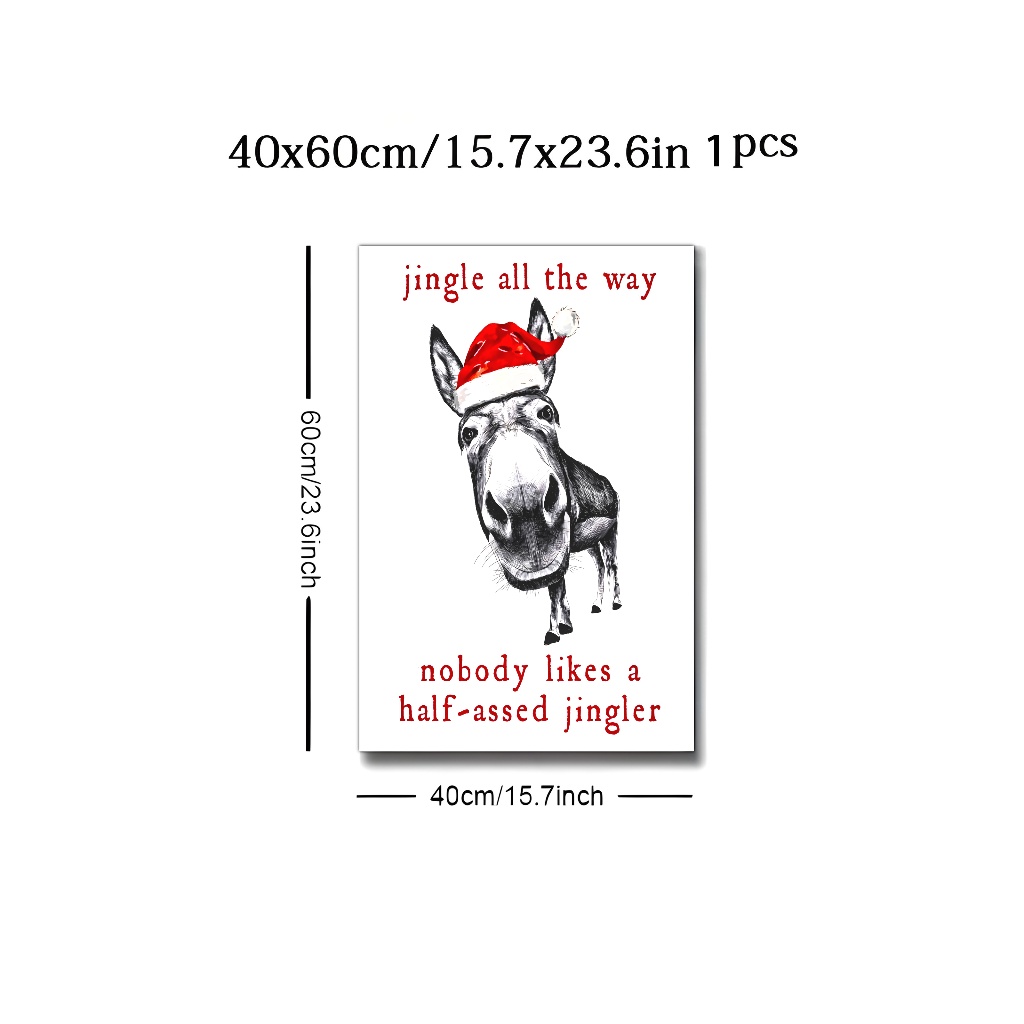 40x60cm/15.7x23.6in 1pcs
jingle all the way
60cm/23.6inch
nobody likes a
half-assed jingler
40cm/15.7inch